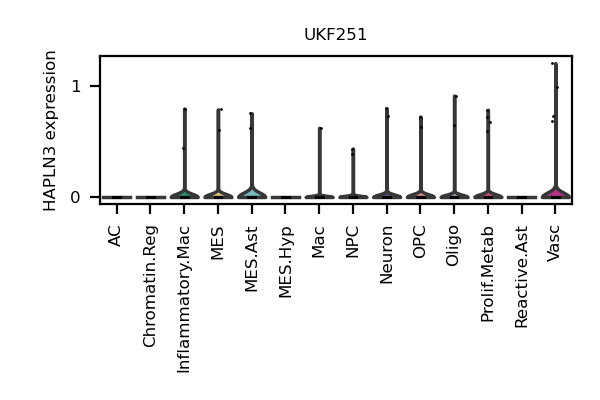 UKF251
HAPLN3 expression
1
0
AC
Chromatin.Reg
Inflammatory.Mac
MES
MES.Ast
MES.Hyp
Mac
NPC
Neuron
OPC
Oligo
Prolif.Metab
Reactive.Ast
Vasc